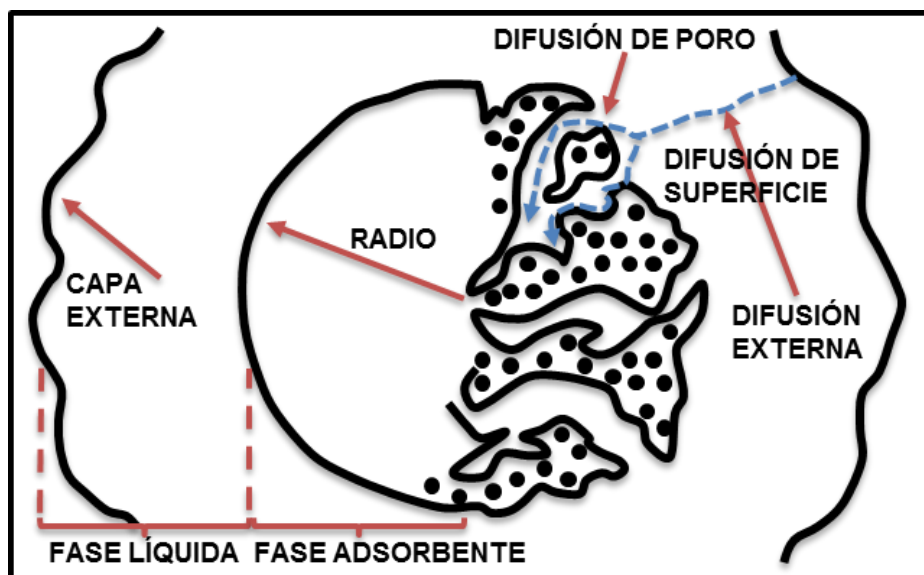 DIFUSIÓN DE PORO
DIFUSIÓN DE
SUPERFICIE
RADIO
CAPA
EXTERNA
DIFUSIÓN
EXTERNA
FASE LÍQUIDA
FASE ADSORBENTE